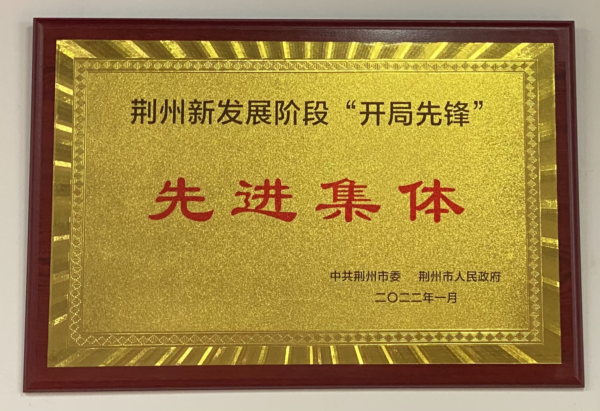 荆州新发展阶段“开局先锋”
先进集体
中共荆州市委 荆州市人民政府
二〇二二年一月